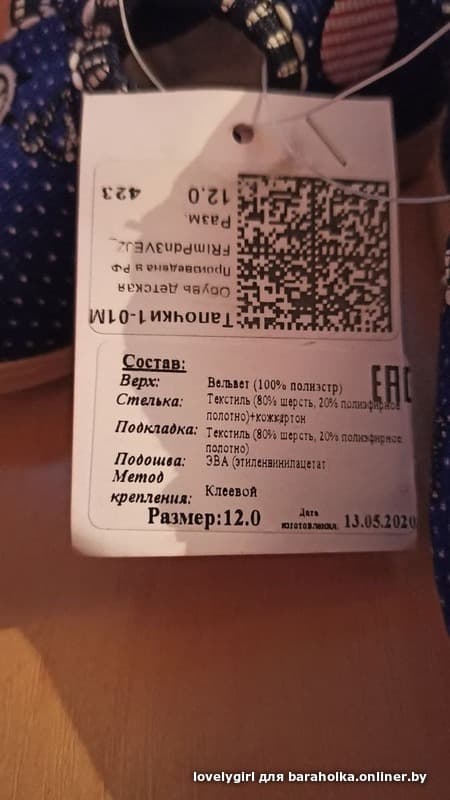 Тапочки1-01М
Обувь детская
Произведена в РФ
Разм.
12.0 423
Состав:
Верх: Вельвет (100% полиэстр)
Стелька: Текстиль (80% шерсть, 20% полиэфирное
полотно)+кожкартон
Подкладка: Текстиль (80% шерсть, 20% полиэфирное
полотно)
Подошва: ЭВА (этиленвинилацетат
Метод
крепления: Клеевой
Размер:12.0
Дата
изготовления: 13.05.2020
EAC
lovelygirl для baraholka.onliner.by